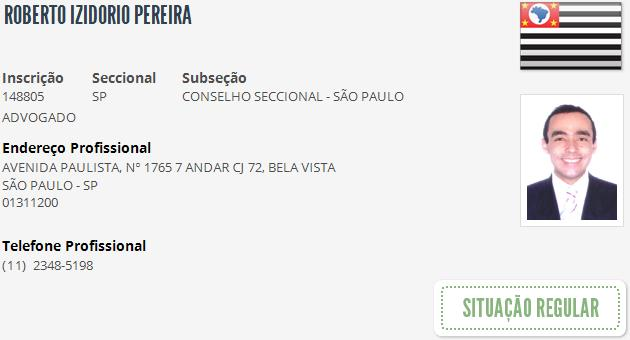 ROBERTO IZIDORIO PEREIRA
Inscrição Seccional Subseção
148805 SP CONSELHO SECCIONAL - SÃO PAULO
ADVOGADO
Endereço Profissional
AVENIDA PAULISTA, Nº 1765 7 ANDAR CJ 72, BELA VISTA
SÃO PAULO - SP
01311200
Telefone Profissional
(11) 2348-5198
SITUAÇÃO REGULAR